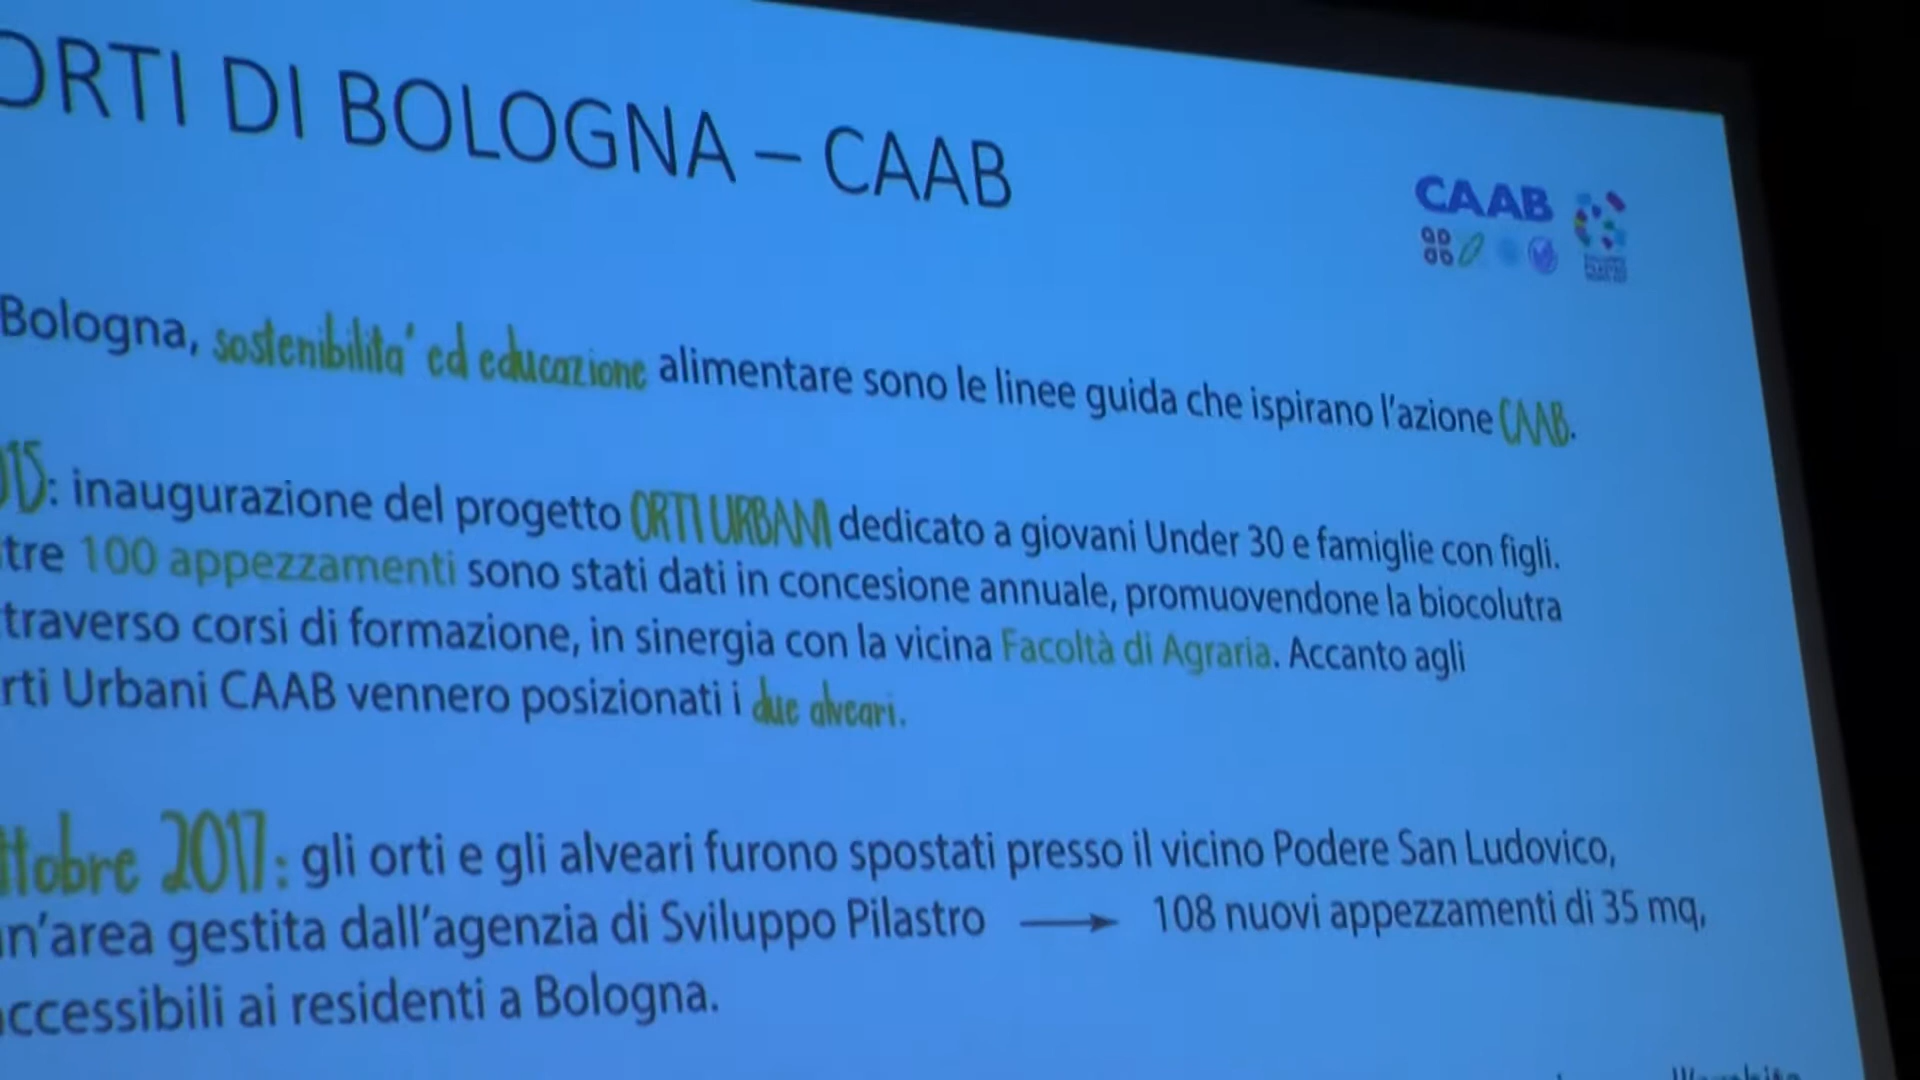 ORTI DI BOLOGNA – CAAB
CAAB
Bologna, sostenibilita' ed educazione alimentare sono le linee guida che ispirano l'azione CAAB.
015: inaugurazione del progetto ORTI URBANI dedicato a giovani Under 30 e famiglie con figli.
tre 100 appezzamenti sono stati dati in concesione annuale, promuovendone la biocolutra
traverso corsi di formazione, in sinergia con la vicina Facoltà di Agraria. Accanto agli
rti Urbani CAAB vennero posizionati i due alveari.
ttobre 2017: gli orti e gli alveari furono spostati presso il vicino Podere San Ludovico,
n'area gestita dall'agenzia di Sviluppo Pilastro → 108 nuovi appezzamenti di 35 mq,
ccessibili ai residenti a Bologna.